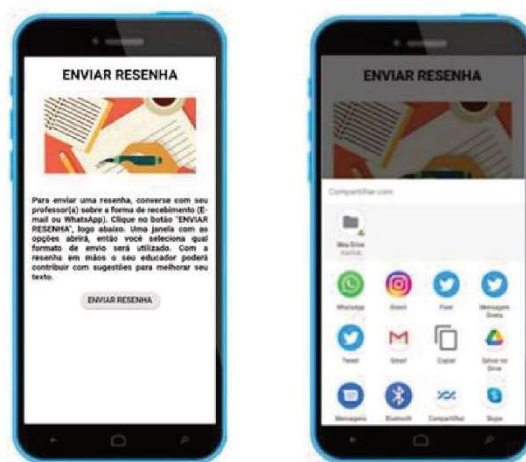 ENVIAR RESENHA
Para enviar uma resenha, converse com seu
professor(a) sobre a forma de recebimento (E-
mail ou WhatsApp). Clique no botão "ENVIAR
RESENHA", logo abaixo. Uma janela com as
opções abrirá, então você seleciona qual
formato de envio será utilizado. Com a
resenha em mãos o seu educador poderá
contribuir com sugestões para melhorar seu
texto.
ENVIAR RESENHA
ENVIAR RESENHA
Compartilhar com
Meu Drive
WhatsApp
Direct
Fleet
Mensagem
Direta
Tweet
Gmail
Copiar
Salvar no
Drive
Mensagens
Bluetooth
Compartilhar
Skype